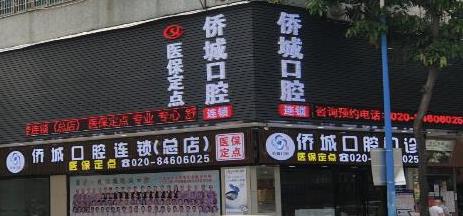 医保定点
侨城口腔
连锁
侨城口腔
连锁
连锁(总店) 医保定点 专业 专心
咨询预约电话:020-8
侨城口腔连锁(总店)
医保定点 ☎020-84606025
医保
定点
侨城口腔
医保定点 ☎020-84606025